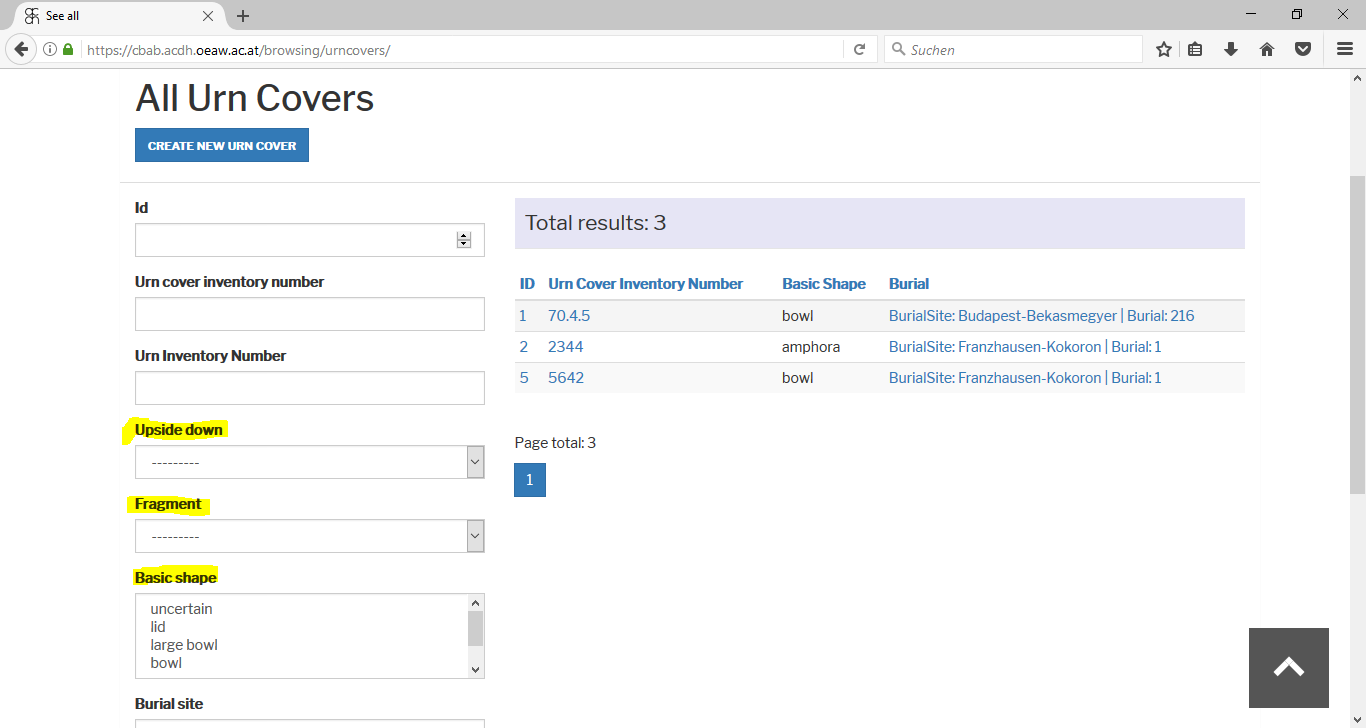 See all
https://cbab.acdh.oeaw.ac.at/browsing/urncovers/
Suchen
All Urn Covers
CREATE NEW URN COVER
Id
Urn cover inventory number
Urn Inventory Number
Upside down
---------
Fragment
---------
Basic shape
uncertain
lid
large bowl
bowl
Burial site
Total results: 3
ID Urn Cover Inventory Number Basic Shape Burial
1 70.4.5 bowl BurialSite: Budapest-Bekasmegyer | Burial: 216
2 2344 amphora BurialSite: Franzhausen-Kokoron | Burial: 1
5 5642 bowl BurialSite: Franzhausen-Kokoron | Burial: 1
Page total: 3
1